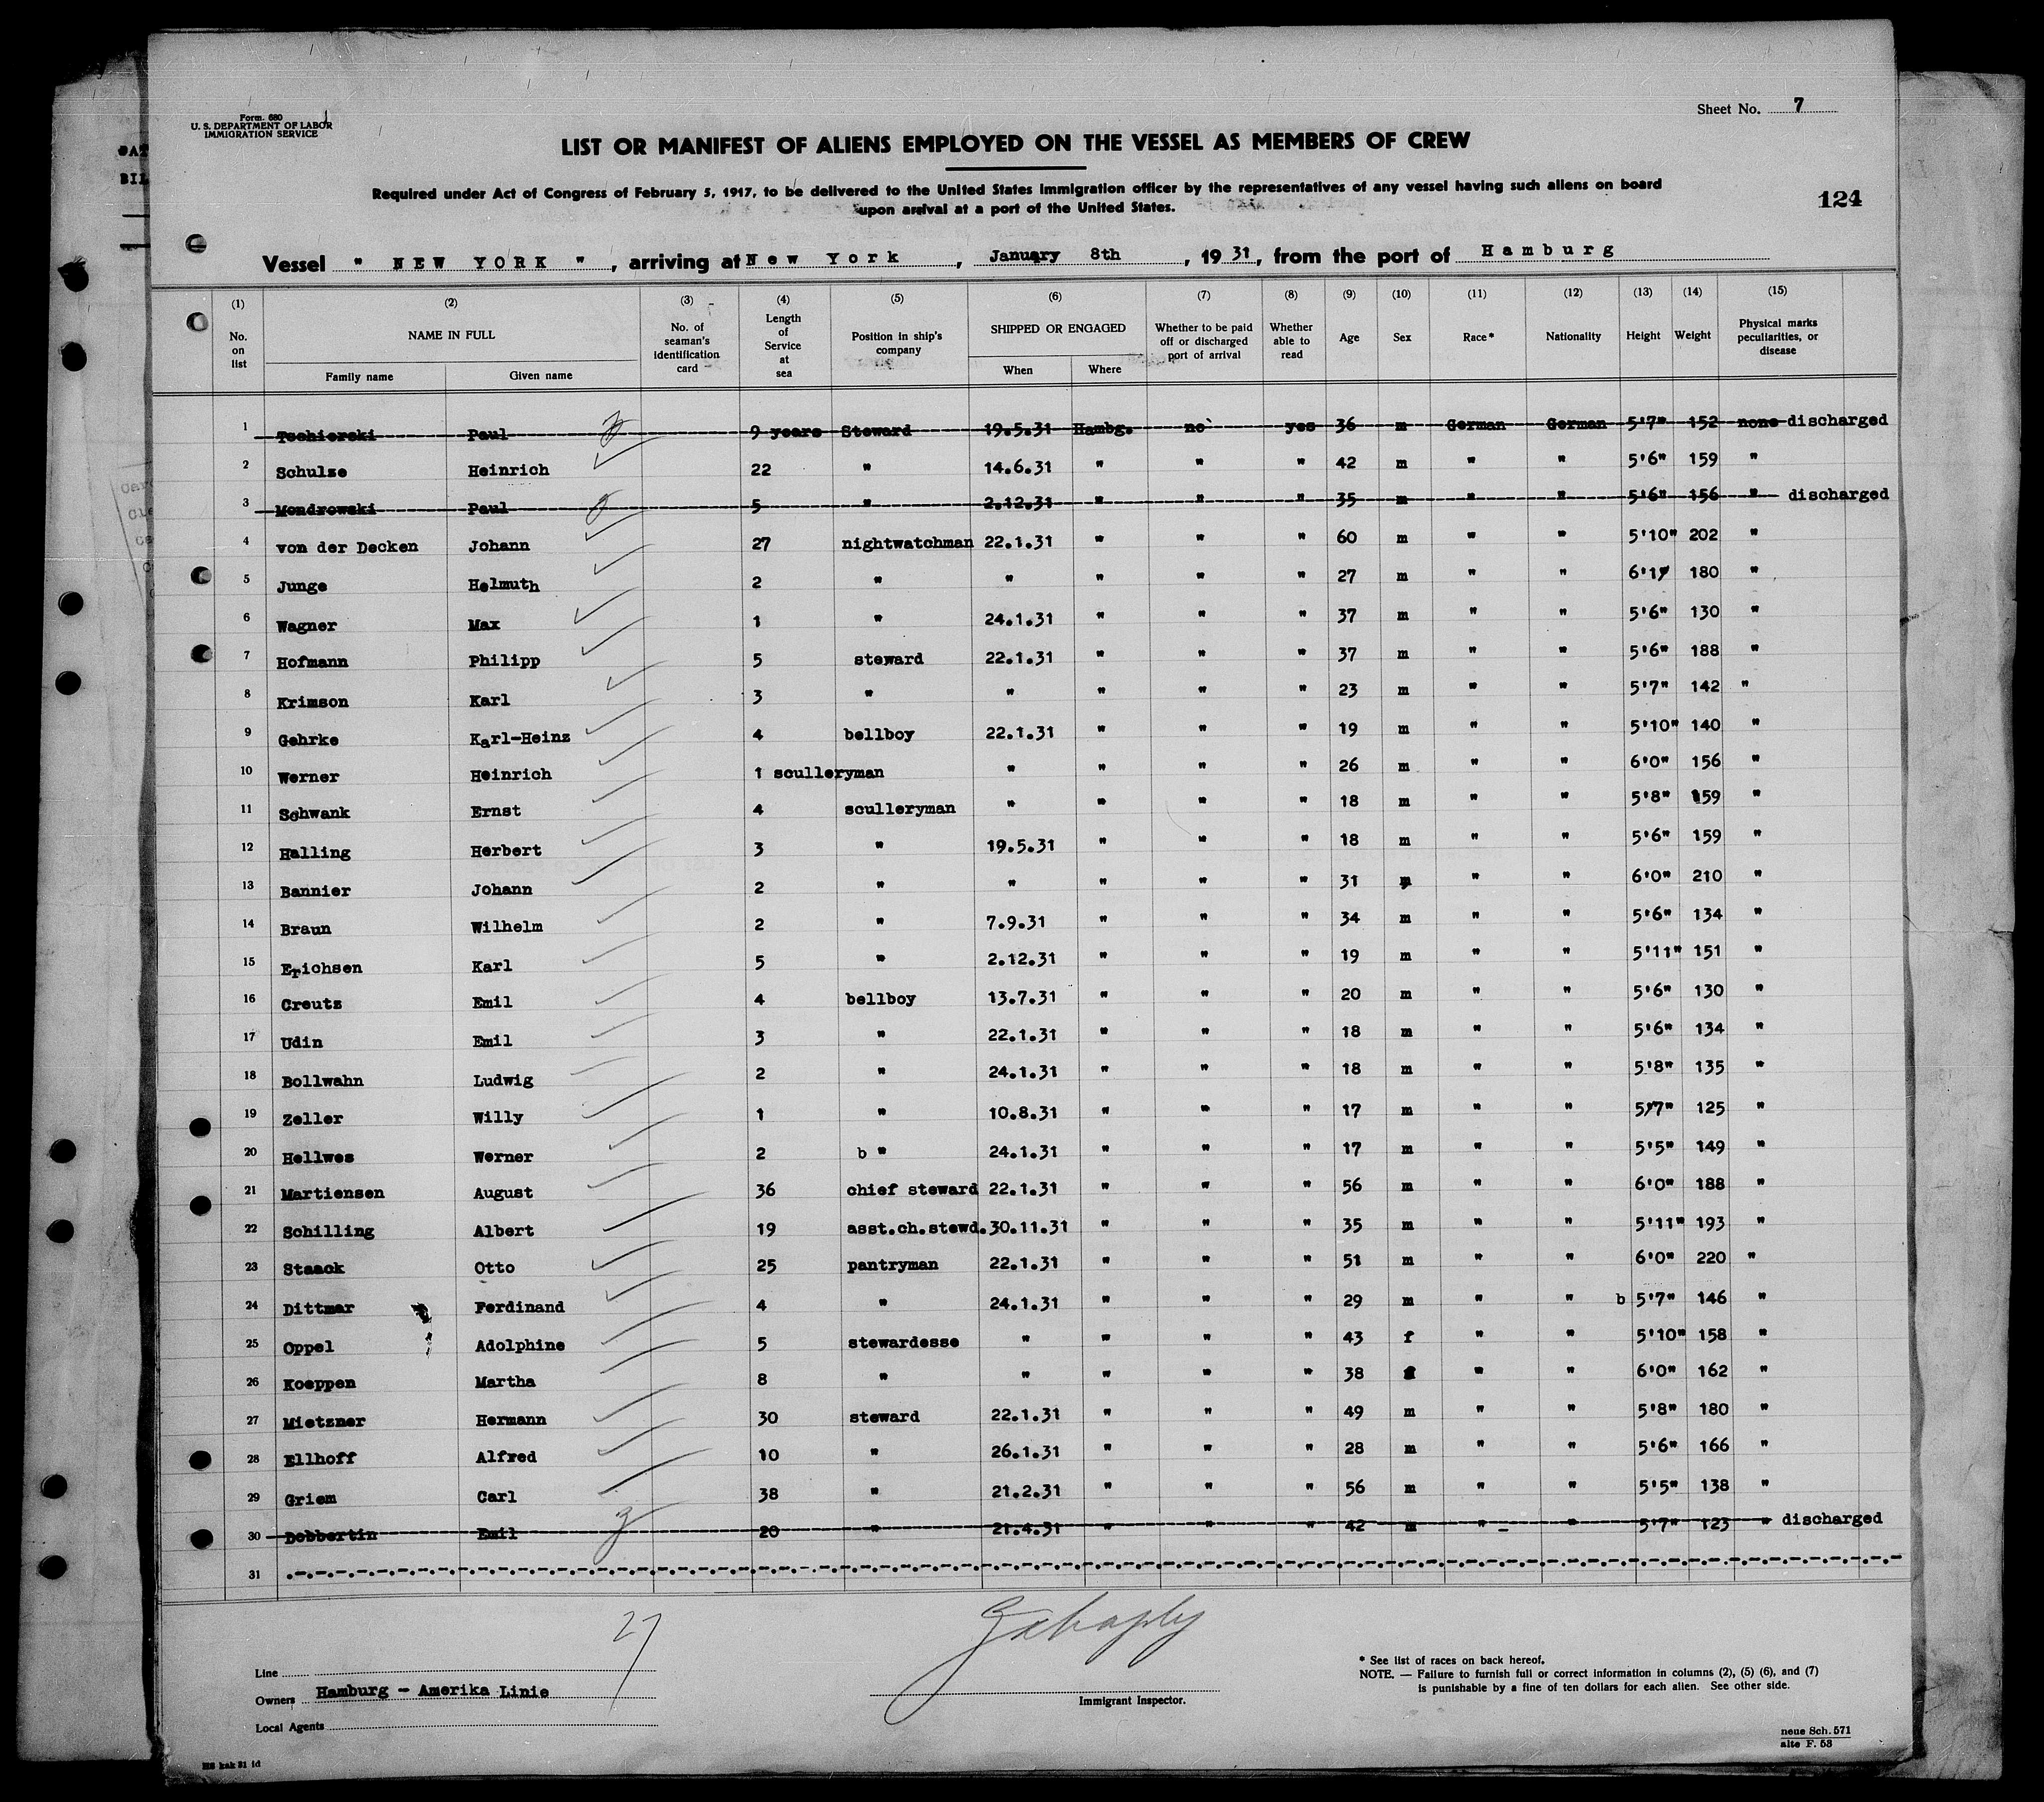 Form. 680
U. S. DEPARTMENT OF LABOR
IMMIGRATION SERVICE
Sheet No. 7
LIST OR MANIFEST OF ALIENS EMPLOYED ON THE VESSEL AS MEMBERS OF CREW
Required under Act of Congress of February 5, 1917, to be delivered to the United States Immigration officer by the representatives of any vessel having such aliens on board
upon arrival at a port of the United States.
124
Vessel " NEW YORK ", arriving at New York, January 8th, 1931, from the port of Hamburg
(1) (2) (3) (4) (5) (6) (7) (8) (9) (10) (11) (12) (13) (14) (15)
No. on list NAME IN FULL No. of seaman's identification card Length of Service at sea Position in ship's company SHIPPED OR ENGAGED Whether to be paid off or discharged port of arrival Whether able to read Age Sex Race* Nationality Height Weight Physical marks peculiarities, or disease
Family name Given name When Where
1 Tschierski Paul 9 years Steward 19.5.31 Hambg. no yes 36 m German German 5'7" 152 none discharged
2 Schulze Heinrich 22 " 14.6.31 " " " 42 m " " 5'6" 159 "
3 Mondrowski Paul 5 " 2.12.31 " " " 35 m " " 5'6" 156 " discharged
4 von der Decken Johann 27 nightwatchman 22.1.31 " " " 60 m " " 5'10" 202 "
5 Junge Helmuth 2 " " " " " 27 m " " 6'1" 180 "
6 Wagner Max 1 " 24.1.31 " " " 37 m " " 5'6" 130 "
7 Hofmann Philipp 5 steward 22.1.31 " " " 37 m " " 5'6" 188 "
8 Krimson Karl 3 " " " " " 23 m " " 5'7" 142 "
9 Gehrke Karl-Heinz 4 bellboy 22.1.31 " " " 19 m " " 5'10" 140 "
10 Werner Heinrich 1 sculleryman " " " " 26 m " " 6'0" 156 "
11 Schwank Ernst 4 sculleryman " " " " 18 m " " 5'8" 159 "
12 Halling Herbert 3 " 19.5.31 " " " 18 m " " 5'6" 159 "
13 Bannier Johann 2 " " " " " 31 m " " 6'0" 210 "
14 Braun Wilhelm 2 " 7.9.31 " " " 34 m " " 5'6" 134 "
15 Erichsen Karl 5 " 2.12.31 " " " 19 m " " 5'11" 151 "
16 Creutz Emil 4 bellboy 13.7.31 " " " 20 m " " 5'6" 130 "
17 Udin Emil 3 " 22.1.31 " " " 18 m " " 5'6" 134 "
18 Bollwahn Ludwig 2 " 24.1.31 " " " 18 m " " 5'8" 135 "
19 Zeller Willy 1 " 10.8.31 " " " 17 m " " 5'7" 125 "
20 Hellwes Werner 2 b " 24.1.31 " " " 17 m " " 5'5" 149 "
21 Martiensen August 36 chief steward 22.1.31 " " " 56 m " " 6'0" 188 "
22 Schilling Albert 19 asst.ch.stewd. 30.11.31 " " " 35 m " " 5'11" 193 "
23 Staack Otto 25 pantryman 22.1.31 " " " 51 m " " 6'0" 220 "
24 Dittmar Ferdinand 4 " 24.1.31 " " " 29 m " " b 5'7" 146 "
25 Oppel Adolphine 5 stewardesse " " " " 43 f " " 5'10" 158 "
26 Koeppen Martha 8 " " " " " 38 f " " 6'0" 162 "
27 Mietzner Hermann 30 steward 22.1.31 " " " 49 m " " 5'8" 180 "
28 Ellhoff Alfred 10 " 26.1.31 " " " 28 m " " 5'6" 166 "
29 Griem Carl 38 " 21.2.31 " " " 56 m " " 5'5" 138 "
30 Dobbertin Emil 20 " 21.4.31 " " " 42 m " " 5'7" 123 " discharged
31
27
Line
Owners Hamburg - Amerika Linie
Local Agents
Immigrant Inspector.
* See list of races on back hereof.
NOTE. — Failure to furnish full or correct information in columns (2), (5) (6), and (7)
is punishable by a fine of ten dollars for each alien. See other side.
neue Sch. 571
alte F. 53